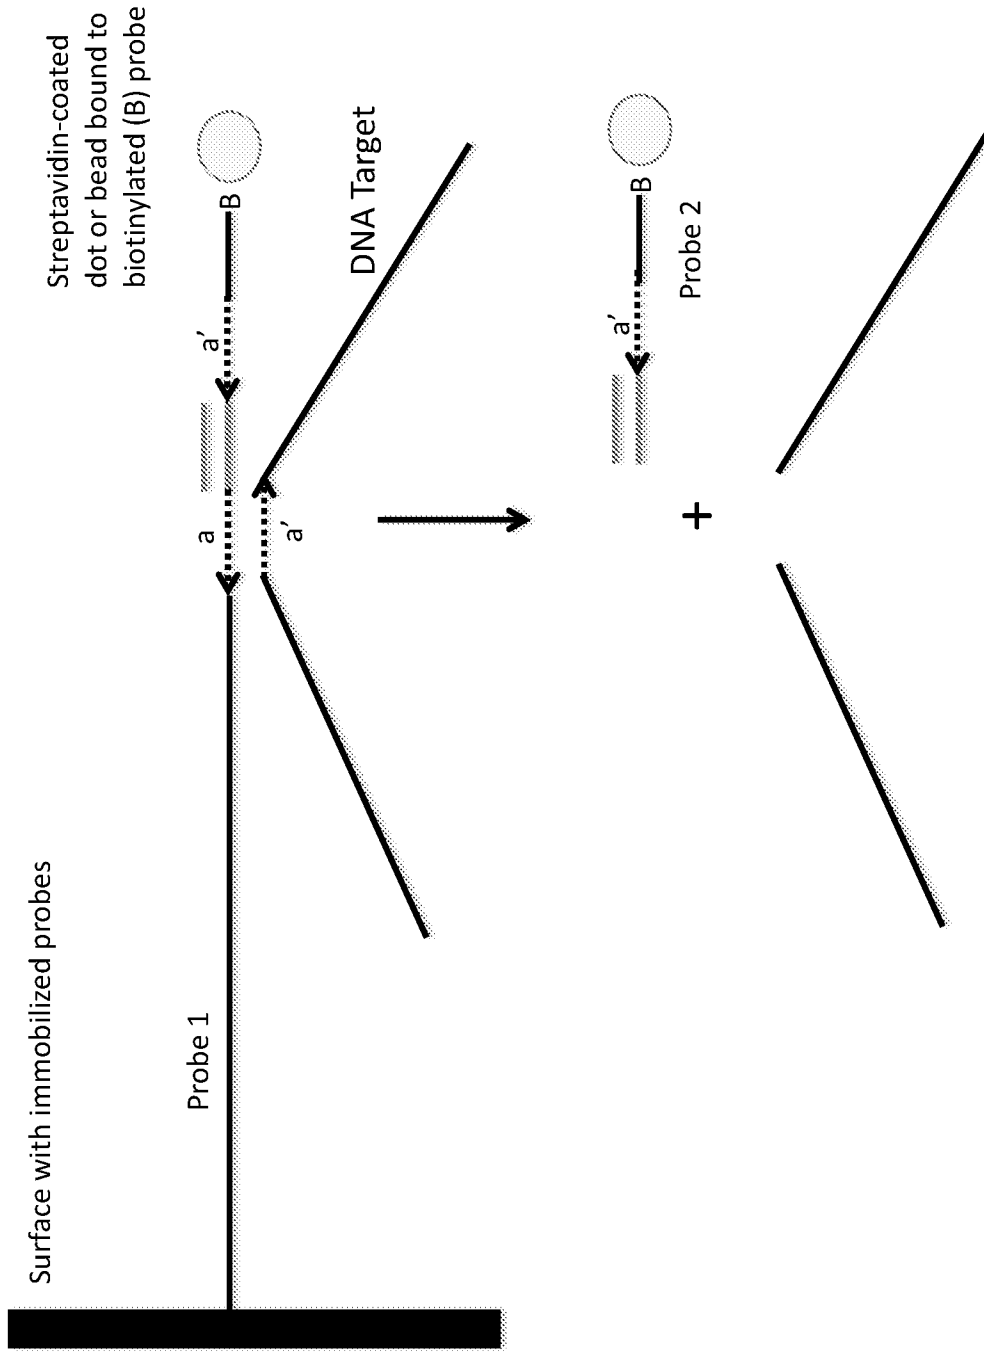 Surface with immobilized probes
Streptavidin-coated
dot or bead bound to
biotinylated (B) probe
Probe 1
a
a'
B
a'
DNA Target
a'
B
Probe 2
+